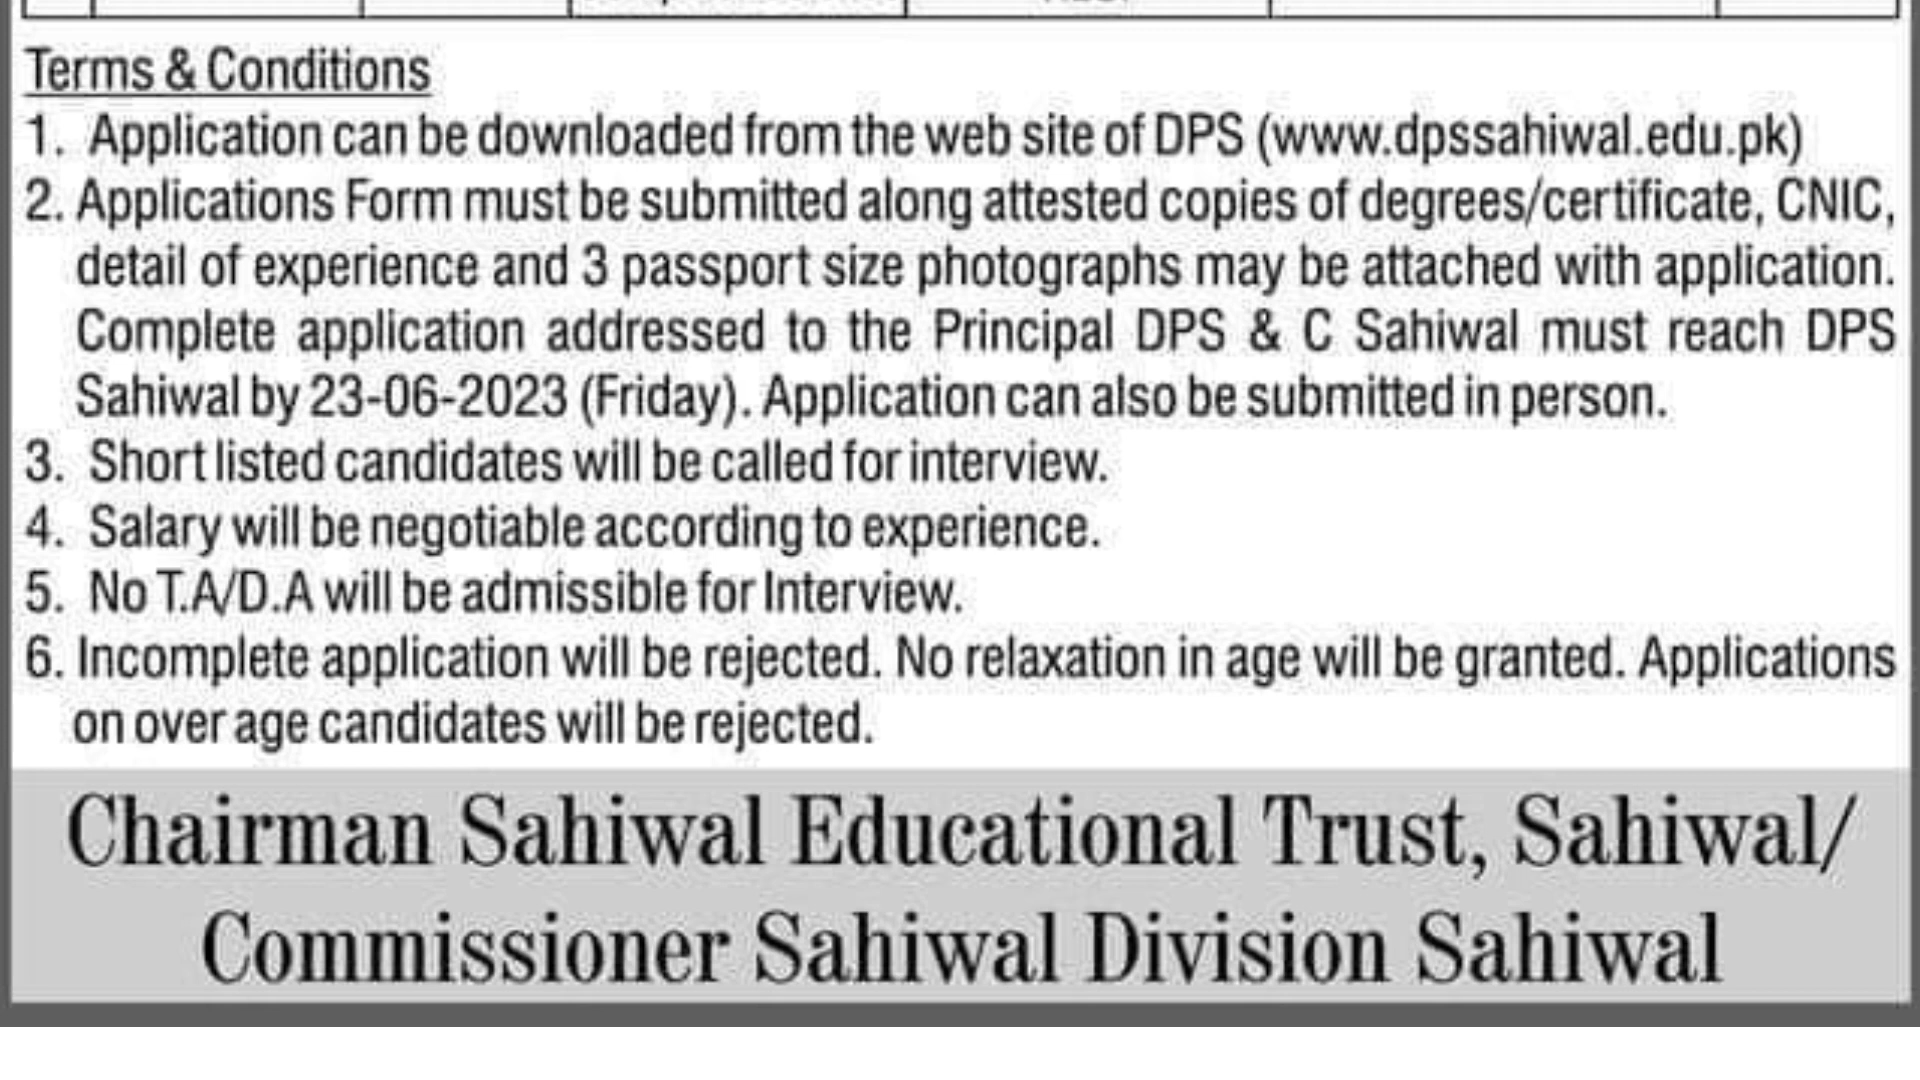 Terms & Conditions
1. Application can be downloaded from the web site of DPS (www.dpssahiwal.edu.pk)
2. Applications Form must be submitted along attested copies of degrees/certificate, CNIC,
detail of experience and 3 passport size photographs may be attached with application.
Complete application addressed to the Principal DPS & C Sahiwal must reach DPS
Sahiwal by 23-06-2023 (Friday). Application can also be submitted in person.
3. Short listed candidates will be called for interview.
4. Salary will be negotiable according to experience.
5. No T.A/D.A will be admissible for Interview.
6. Incomplete application will be rejected. No relaxation in age will be granted. Applications
on over age candidates will be rejected.
Chairman Sahiwal Educational Trust, Sahiwal/
Commissioner Sahiwal Division Sahiwal